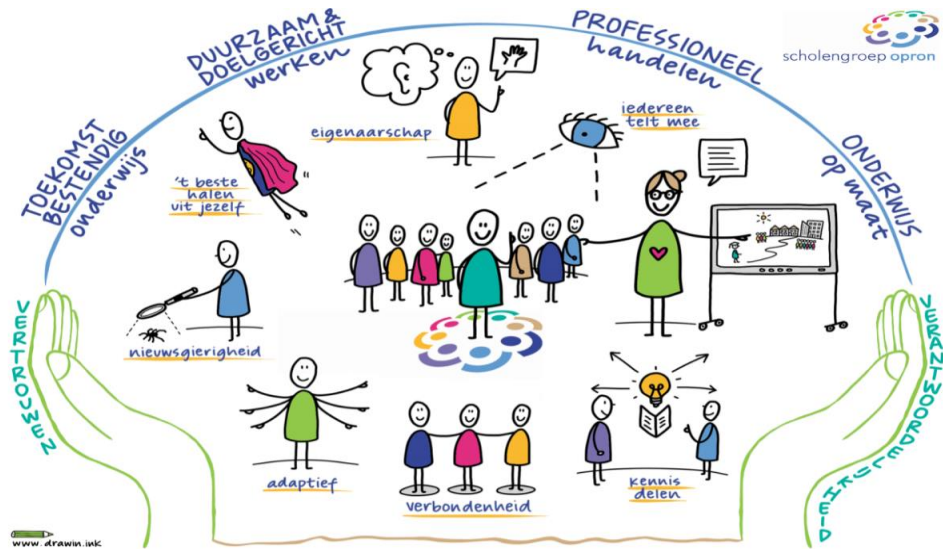 TOEKOMST
BESTENDIG
onderwijs
DUURZAAM &
DOELGERICHT
werken
PROFESSIONEEL
handelen
ONDERWIJS
op maat
scholengroep opron
eigenaarschap
iedereen
telt mee
't beste
halen
uit jezelf
nieuwsgierigheid
adaptief
verbondenheid
kennis
delen
VERTROUWEN
VERANTWOORDELIJKHEID
www.drawin.ink